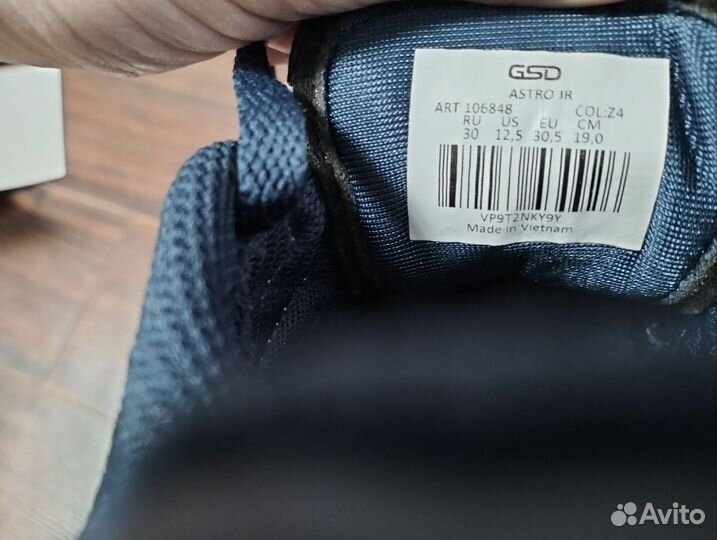 GSD
ASTRO JR
ART 106848 COL:Z4
RU US EU CM
30 12,5 30,5 19,0
VP9T2NKY9Y
Made in Vietnam
Avito